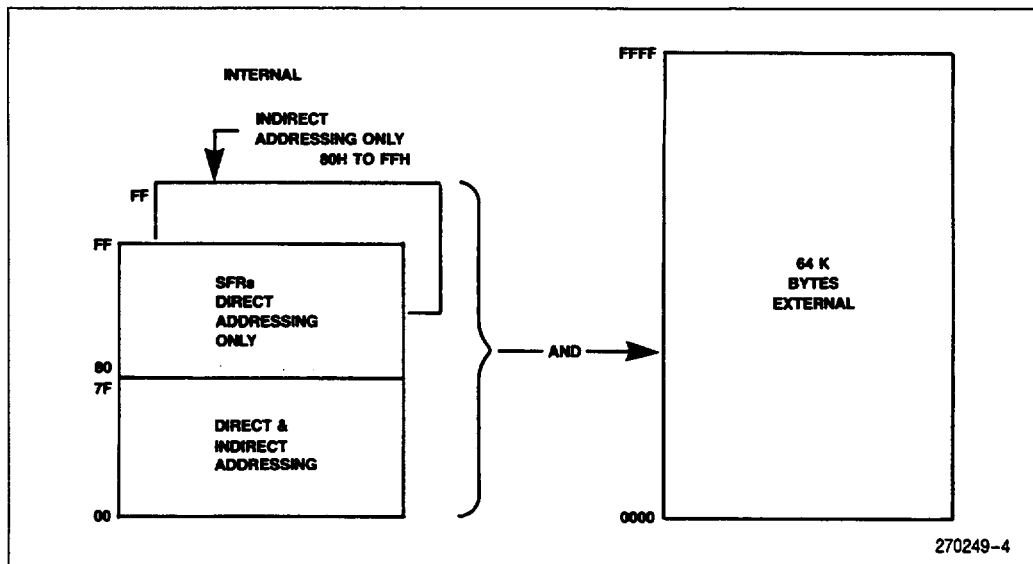 INTERNAL
INDIRECT
ADDRESSING ONLY
80H TO FFH
FF
FF
SFRs
DIRECT
ADDRESSING
ONLY
80
7F
DIRECT &
INDIRECT
ADDRESSING
00
AND
FFFF
64 K
BYTES
EXTERNAL
0000
270249-4